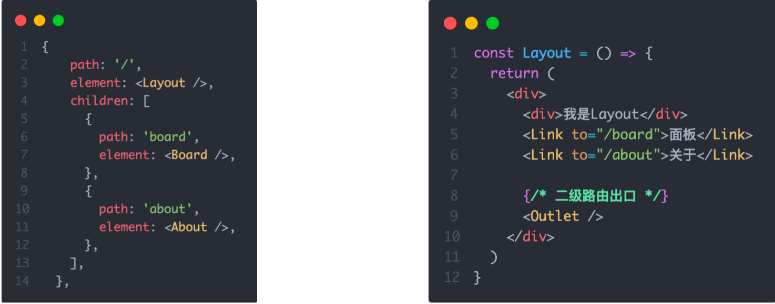 1 {
2     path: '/',
3     element: <Layout />,
4     children: [
5       {
6         path: 'board',
7         element: <Board />,
8       },
9       {
10         path: 'about',
11         element: <About />,
12       },
13     ],
14   },
1 const Layout = () => {
2   return (
3     <div>
4       <div>我是Layout</div>
5       <Link to="/board">面板</Link>
6       <Link to="/about">关于</Link>
7
8       {/* 二级路由出口 */}
9       <Outlet />
10     </div>
11   )
12 }